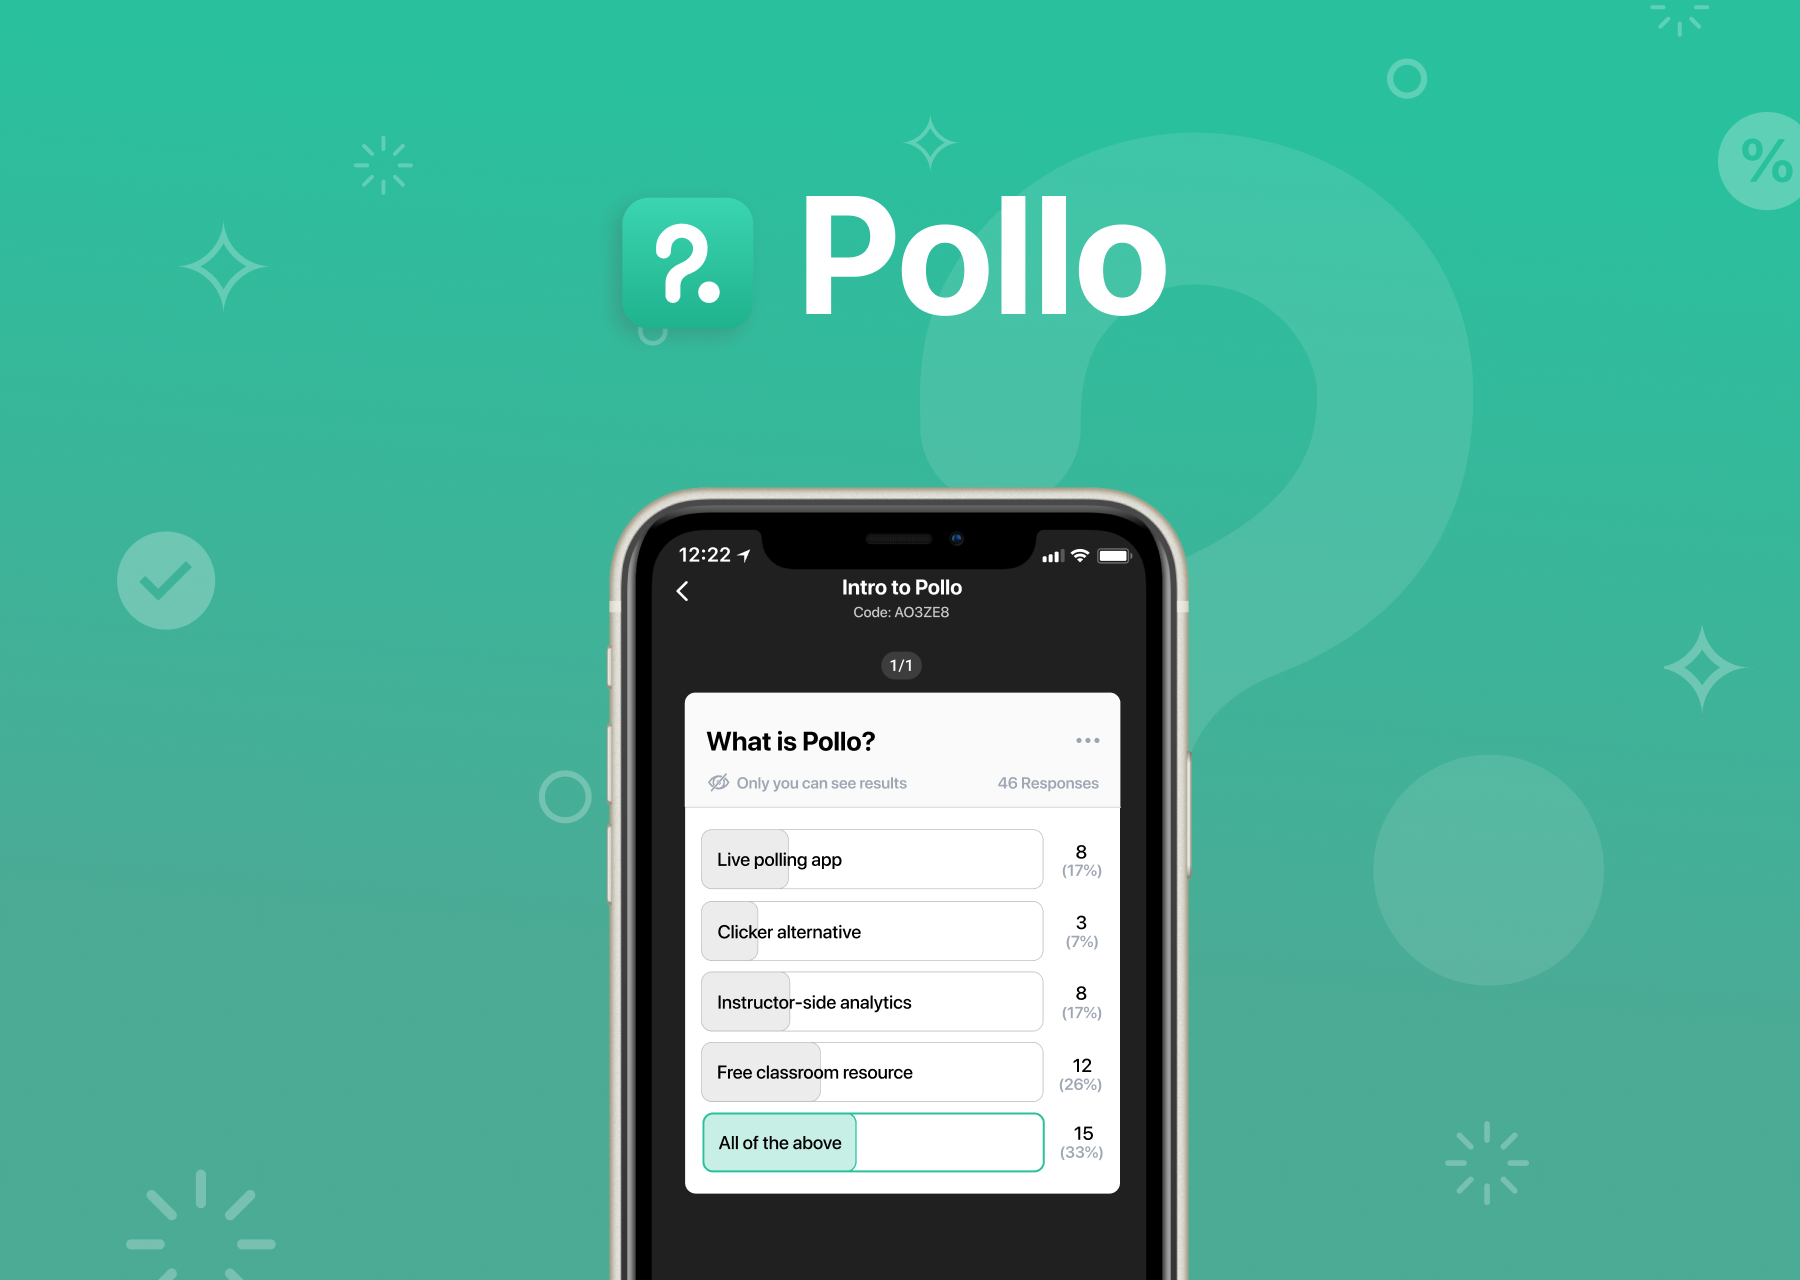 %
?. Pollo
12:22
Intro to Pollo
Code: AO3ZE8
1/1
What is Pollo?
Only you can see results 46 Responses
Live polling app 8
(17%)
Clicker alternative 3
(7%)
Instructor-side analytics 8
(17%)
Free classroom resource 12
(26%)
All of the above 15
(33%)